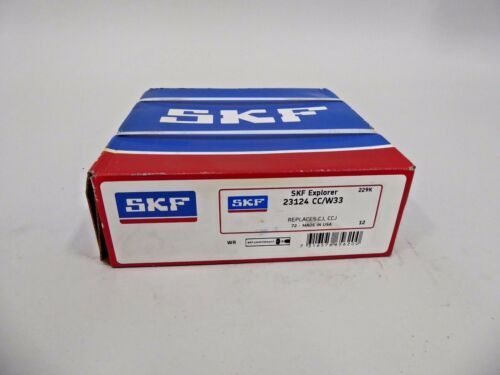 SKF
SKF
SKF
SKF Explorer
229K
23124 CC/W33
REPLACES CJ, CCJ
72 - MADE IN USA
12
WR